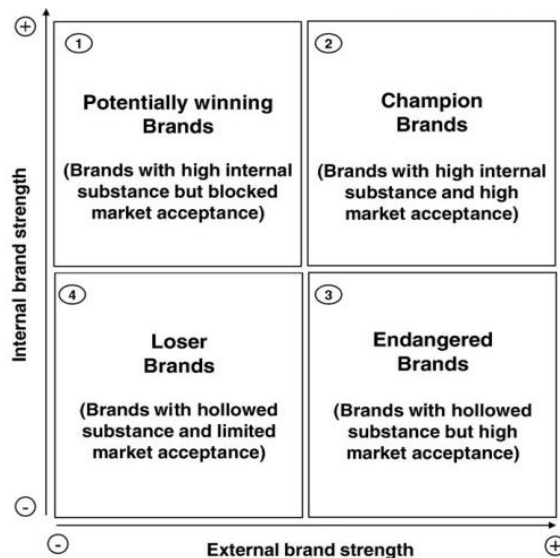 +
Internal brand strength
1
Potentially winning
Brands
(Brands with high internal
substance but blocked
market acceptance)
2
Champion
Brands
(Brands with high internal
substance and high
market acceptance)
4
Loser
Brands
(Brands with hollowed
substance and limited
market acceptance)
3
Endangered
Brands
(Brands with hollowed
substance but high
market acceptance)
-
-
External brand strength
+